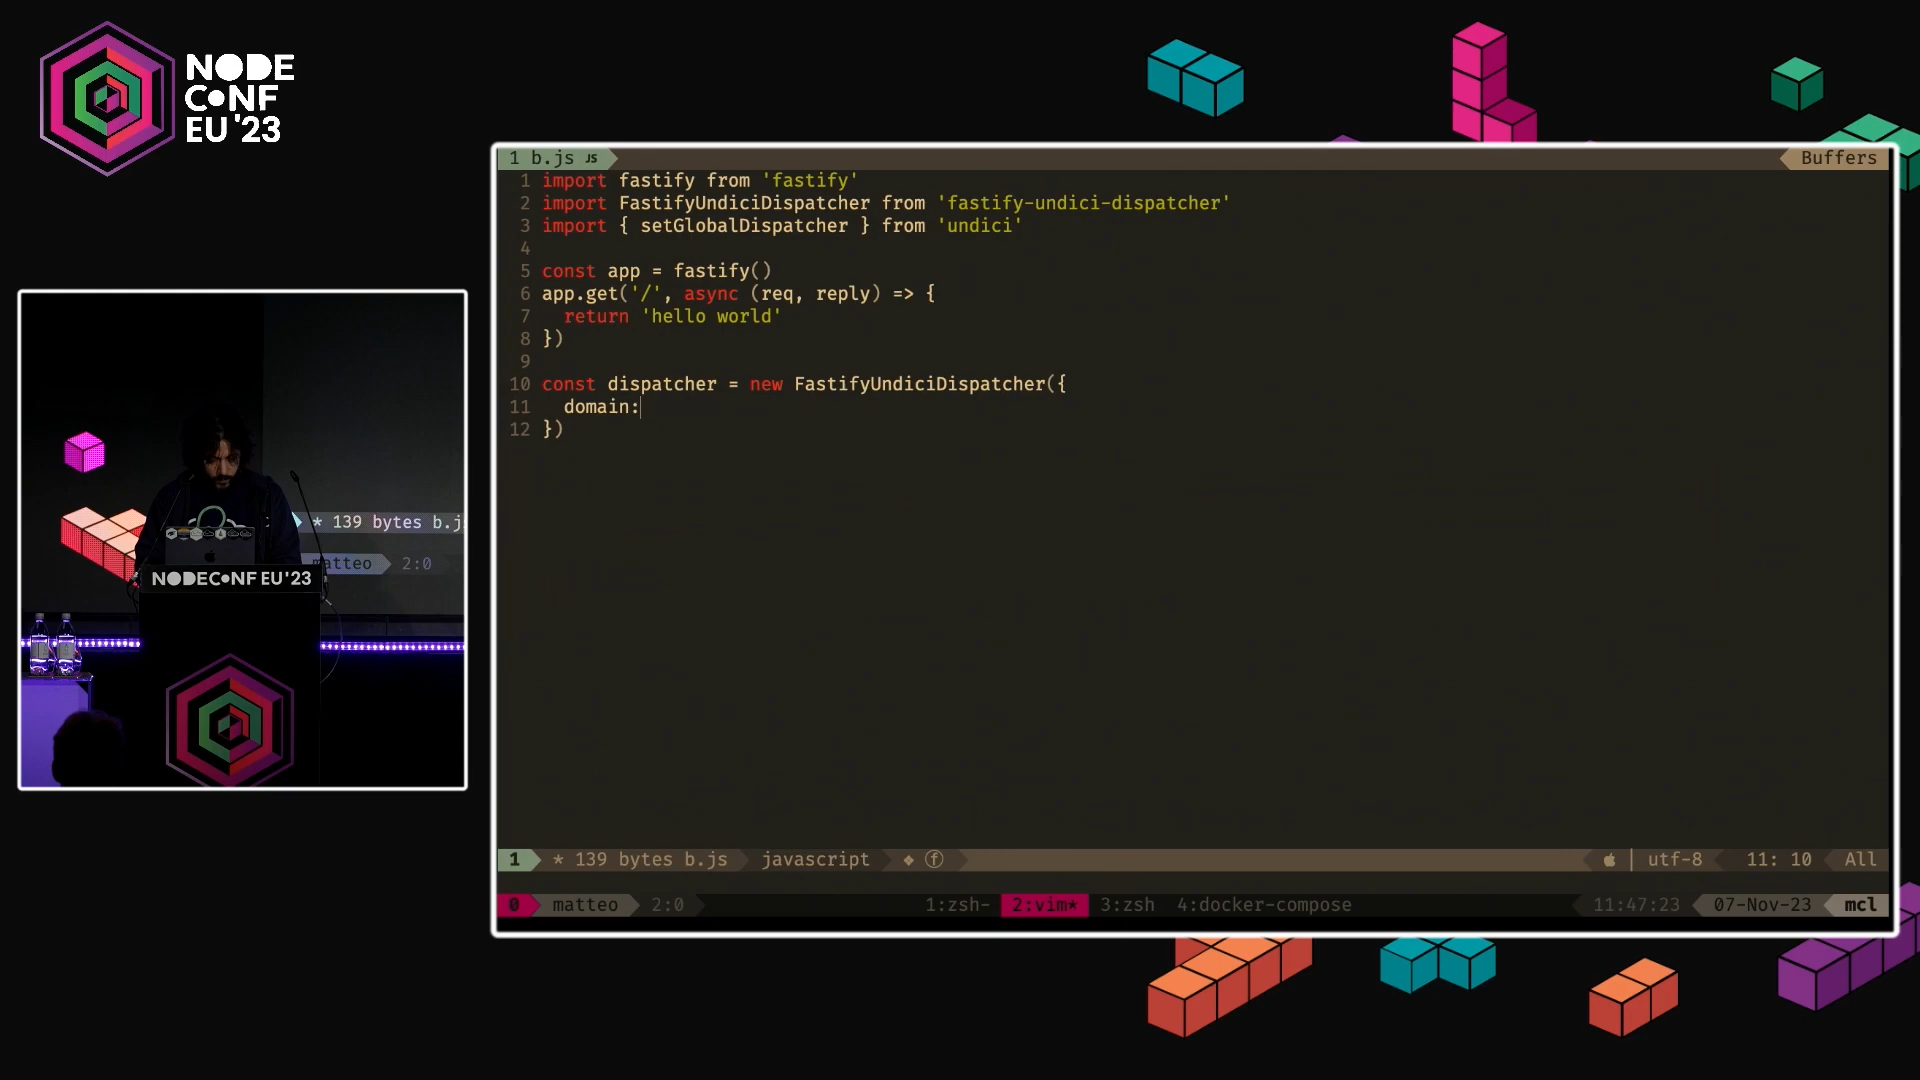 NODE
CONF
EU '23
1 b.js JS
Buffers
1 import fastify from 'fastify'
2 import FastifyUndiciDispatcher from 'fastify-undici-dispatcher'
3 import { setGlobalDispatcher } from 'undici'
4
5 const app = fastify()
6 app.get('/', async (req, reply) => {
7   return 'hello world'
8 })
9
10 const dispatcher = new FastifyUndiciDispatcher({
11   domain:
12 })
* 139 bytes b.js
matteo 2:0
NODECONF EU'23
1 * 139 bytes b.js javascript ⓕ utf-8 11: 10 All
0 matteo 2:0 1:zsh- 2:vim* 3:zsh 4:docker-compose 11:47:23 07-Nov-23 mcl